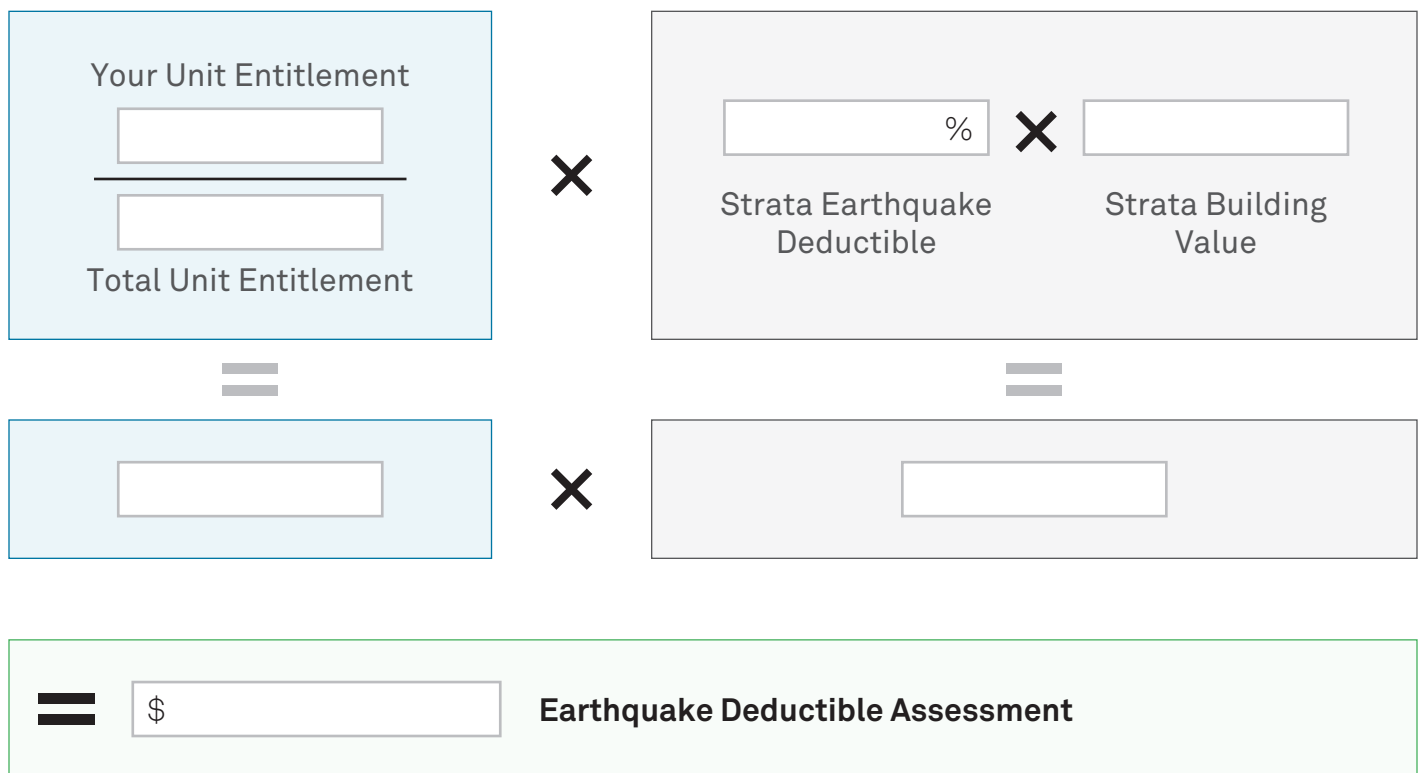 Your Unit Entitlement
Total Unit Entitlement
×
%
×
Strata Earthquake
Deductible
Strata Building
Value
=
=
×
=
$
Earthquake Deductible Assessment